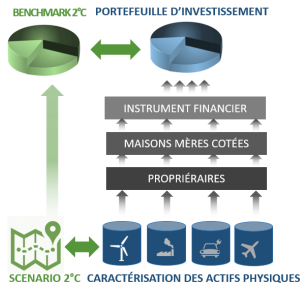 BENCHMARK 2°C
PORTEFEUILLE D'INVESTISSEMENT
INSTRUMENT FINANCIER
MAISONS MÈRES COTÉES
PROPRIÉRAIRES
SCENARIO 2°C
CARACTÉRISATION DES ACTIFS PHYSIQUES